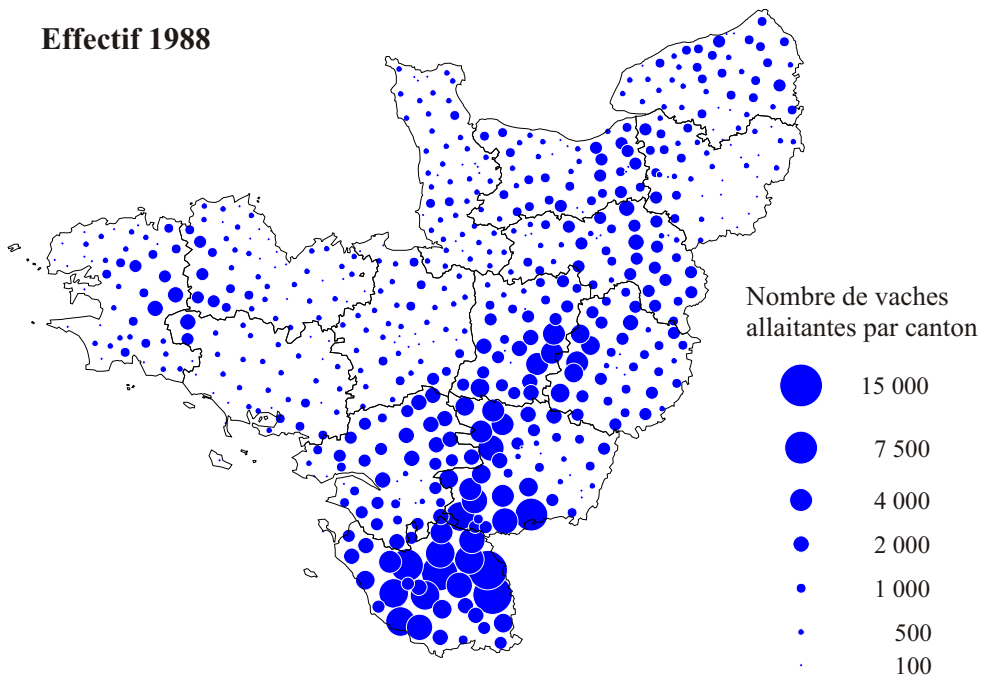 Effectif 1988
Nombre de vaches
allaitantes par canton
15 000
7 500
4 000
2 000
1 000
500
100